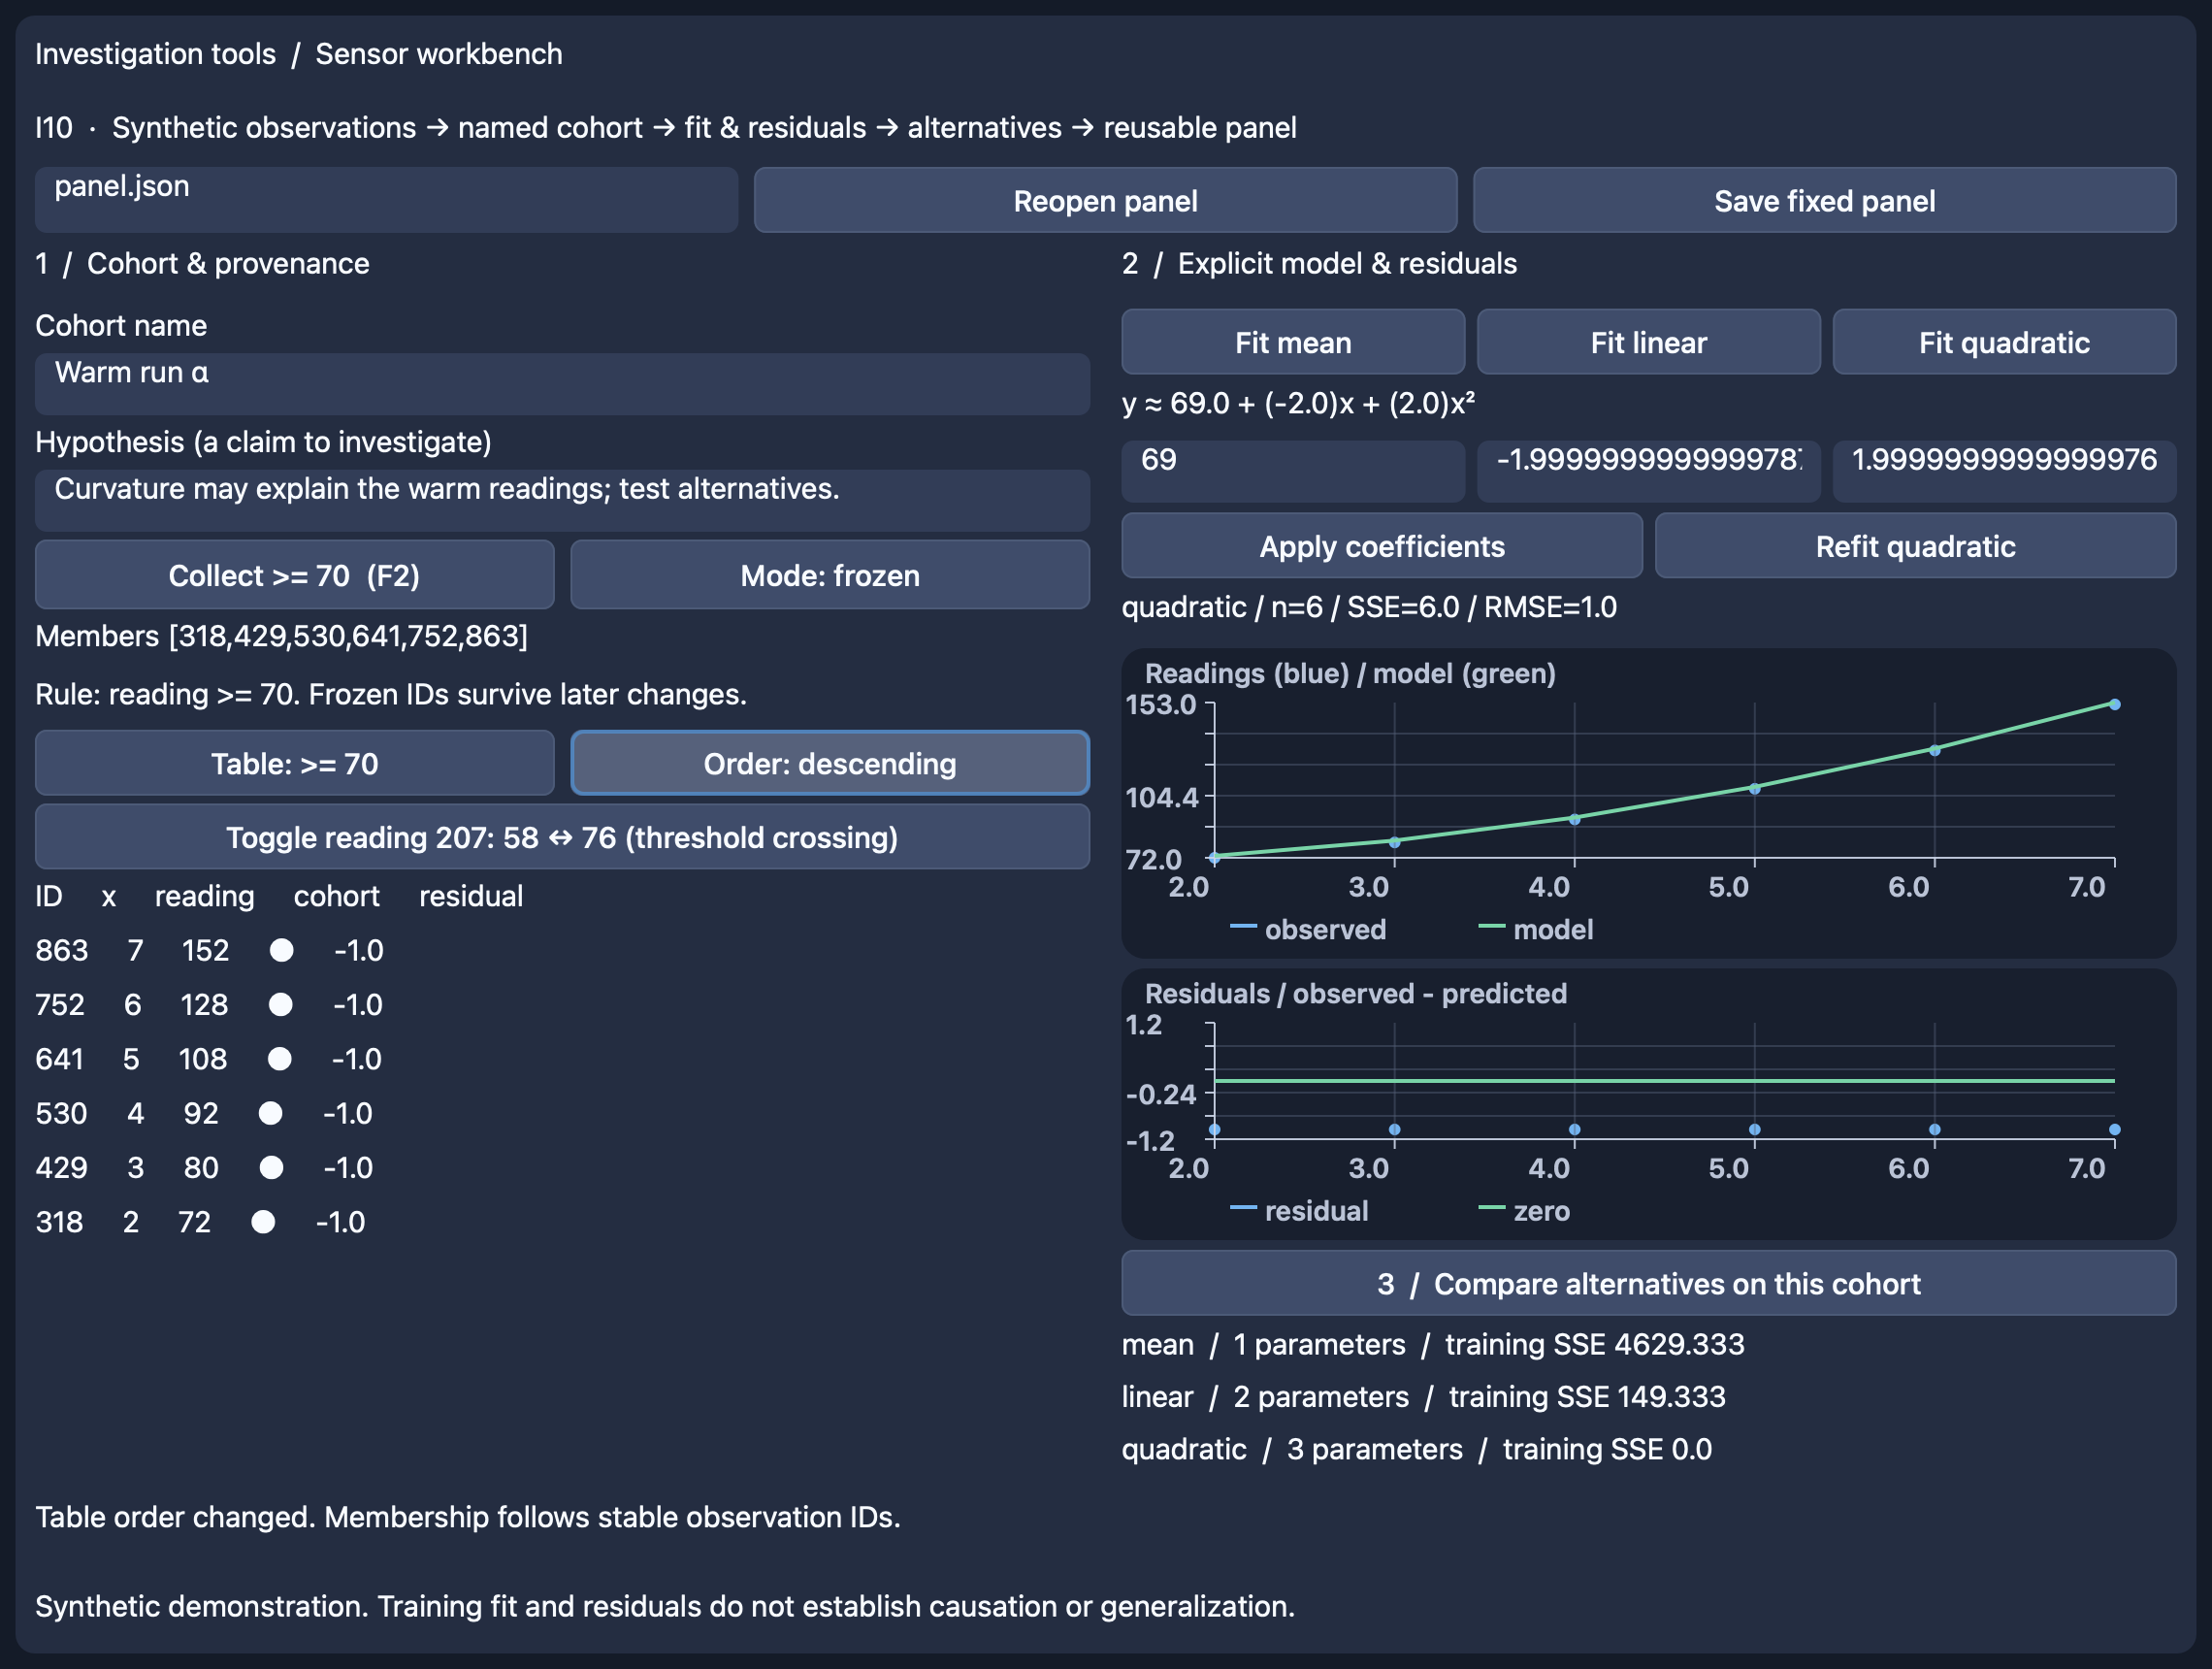 Investigation tools / Sensor workbench
I10 · Synthetic observations → named cohort → fit & residuals → alternatives → reusable panel
panel.json
Reopen panel
Save fixed panel
1 / Cohort & provenance
Cohort name
Warm run α
Hypothesis (a claim to investigate)
Curvature may explain the warm readings; test alternatives.
Collect >= 70 (F2)
Mode: frozen
Members [318,429,530,641,752,863]
Rule: reading >= 70. Frozen IDs survive later changes.
Table: >= 70
Order: descending
Toggle reading 207: 58 ↔ 76 (threshold crossing)
ID x reading cohort residual
863 7 152 ● -1.0
752 6 128 ● -1.0
641 5 108 ● -1.0
530 4 92 ● -1.0
429 3 80 ● -1.0
318 2 72 ● -1.0
2 / Explicit model & residuals
Fit mean
Fit linear
Fit quadratic
y ≈ 69.0 + (-2.0)x + (2.0)x²
69
-1.999999999999978
1.9999999999999976
Apply coefficients
Refit quadratic
quadratic / n=6 / SSE=6.0 / RMSE=1.0
Readings (blue) / model (green)
153.0
104.4
72.0
2.0 3.0 4.0 5.0 6.0 7.0
observed model
Residuals / observed - predicted
1.2
-0.24
-1.2
2.0 3.0 4.0 5.0 6.0 7.0
residual zero
3 / Compare alternatives on this cohort
mean / 1 parameters / training SSE 4629.333
linear / 2 parameters / training SSE 149.333
quadratic / 3 parameters / training SSE 0.0
Table order changed. Membership follows stable observation IDs.
Synthetic demonstration. Training fit and residuals do not establish causation or generalization.